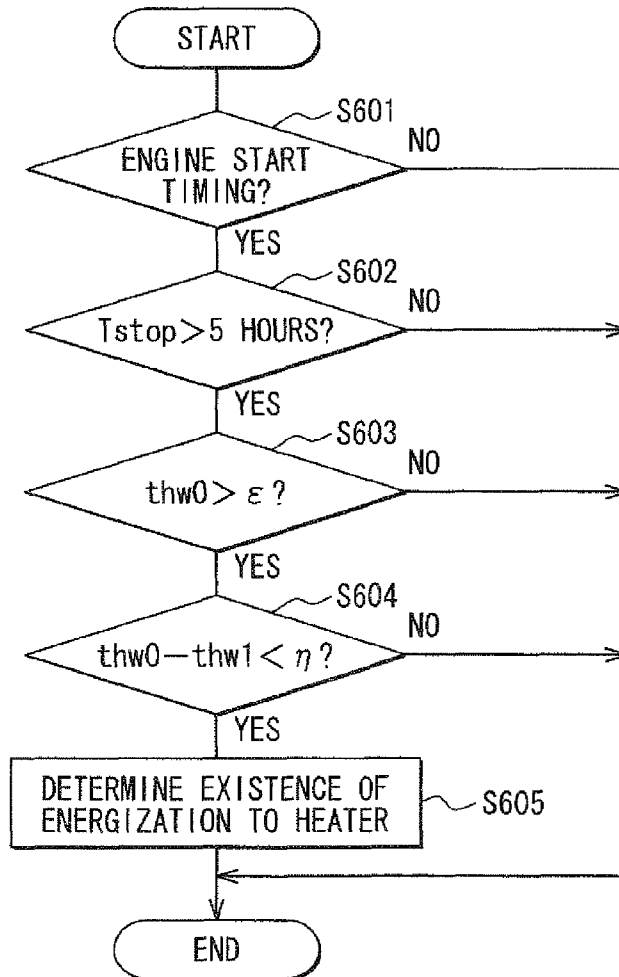 START
S601
NO
ENGINE START
TIMING?
YES
S602
NO
Tstop>5 HOURS?
YES
S603
NO
thw0>ε?
YES
S604
NO
thw0-thw1<η?
YES
DETERMINE EXISTENCE OF
ENERGIZATION TO HEATER
S605
END